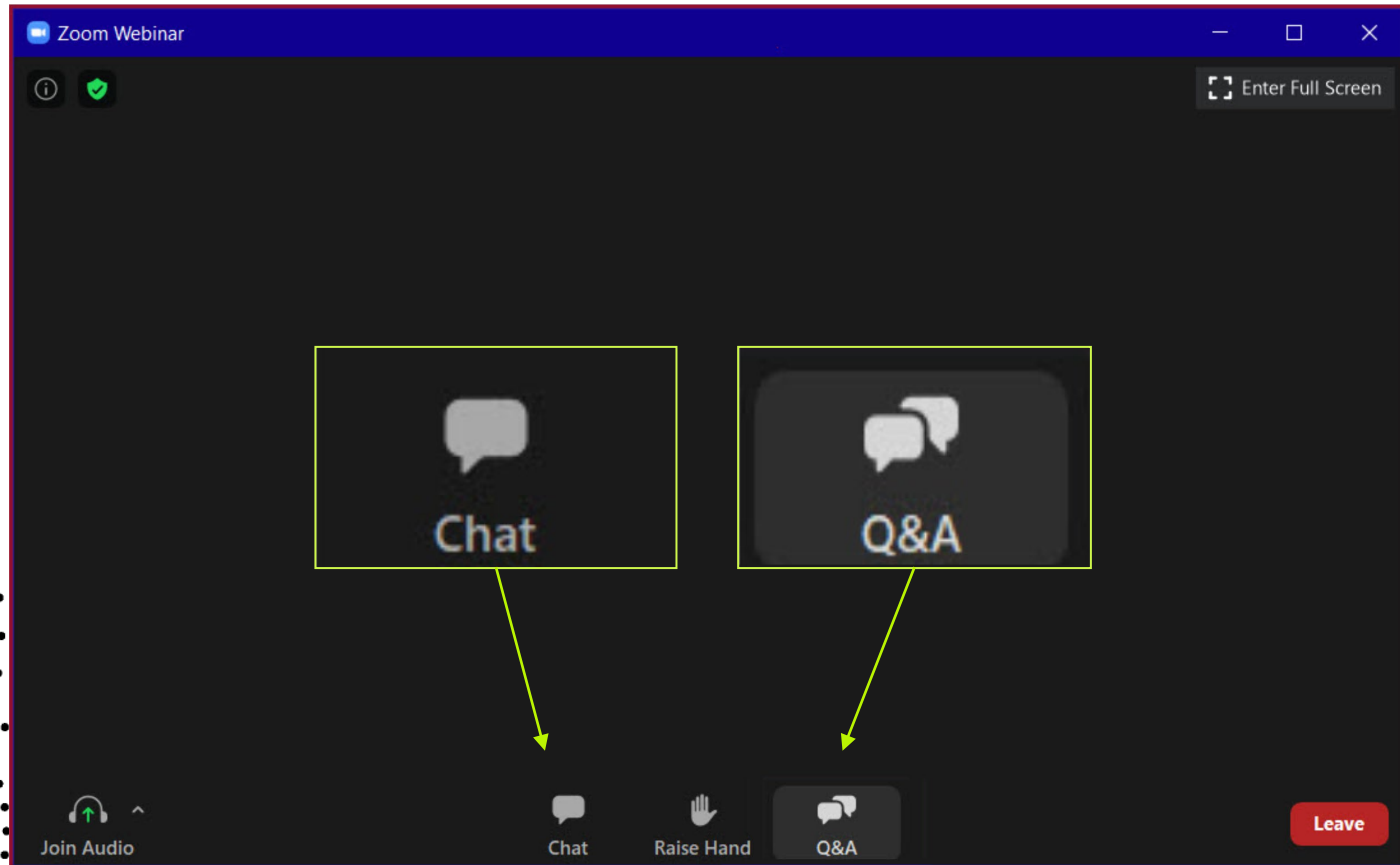 Zoom Webinar
Enter Full Screen
Chat
Q&A
Join Audio
Chat
Raise Hand
Q&A
Leave